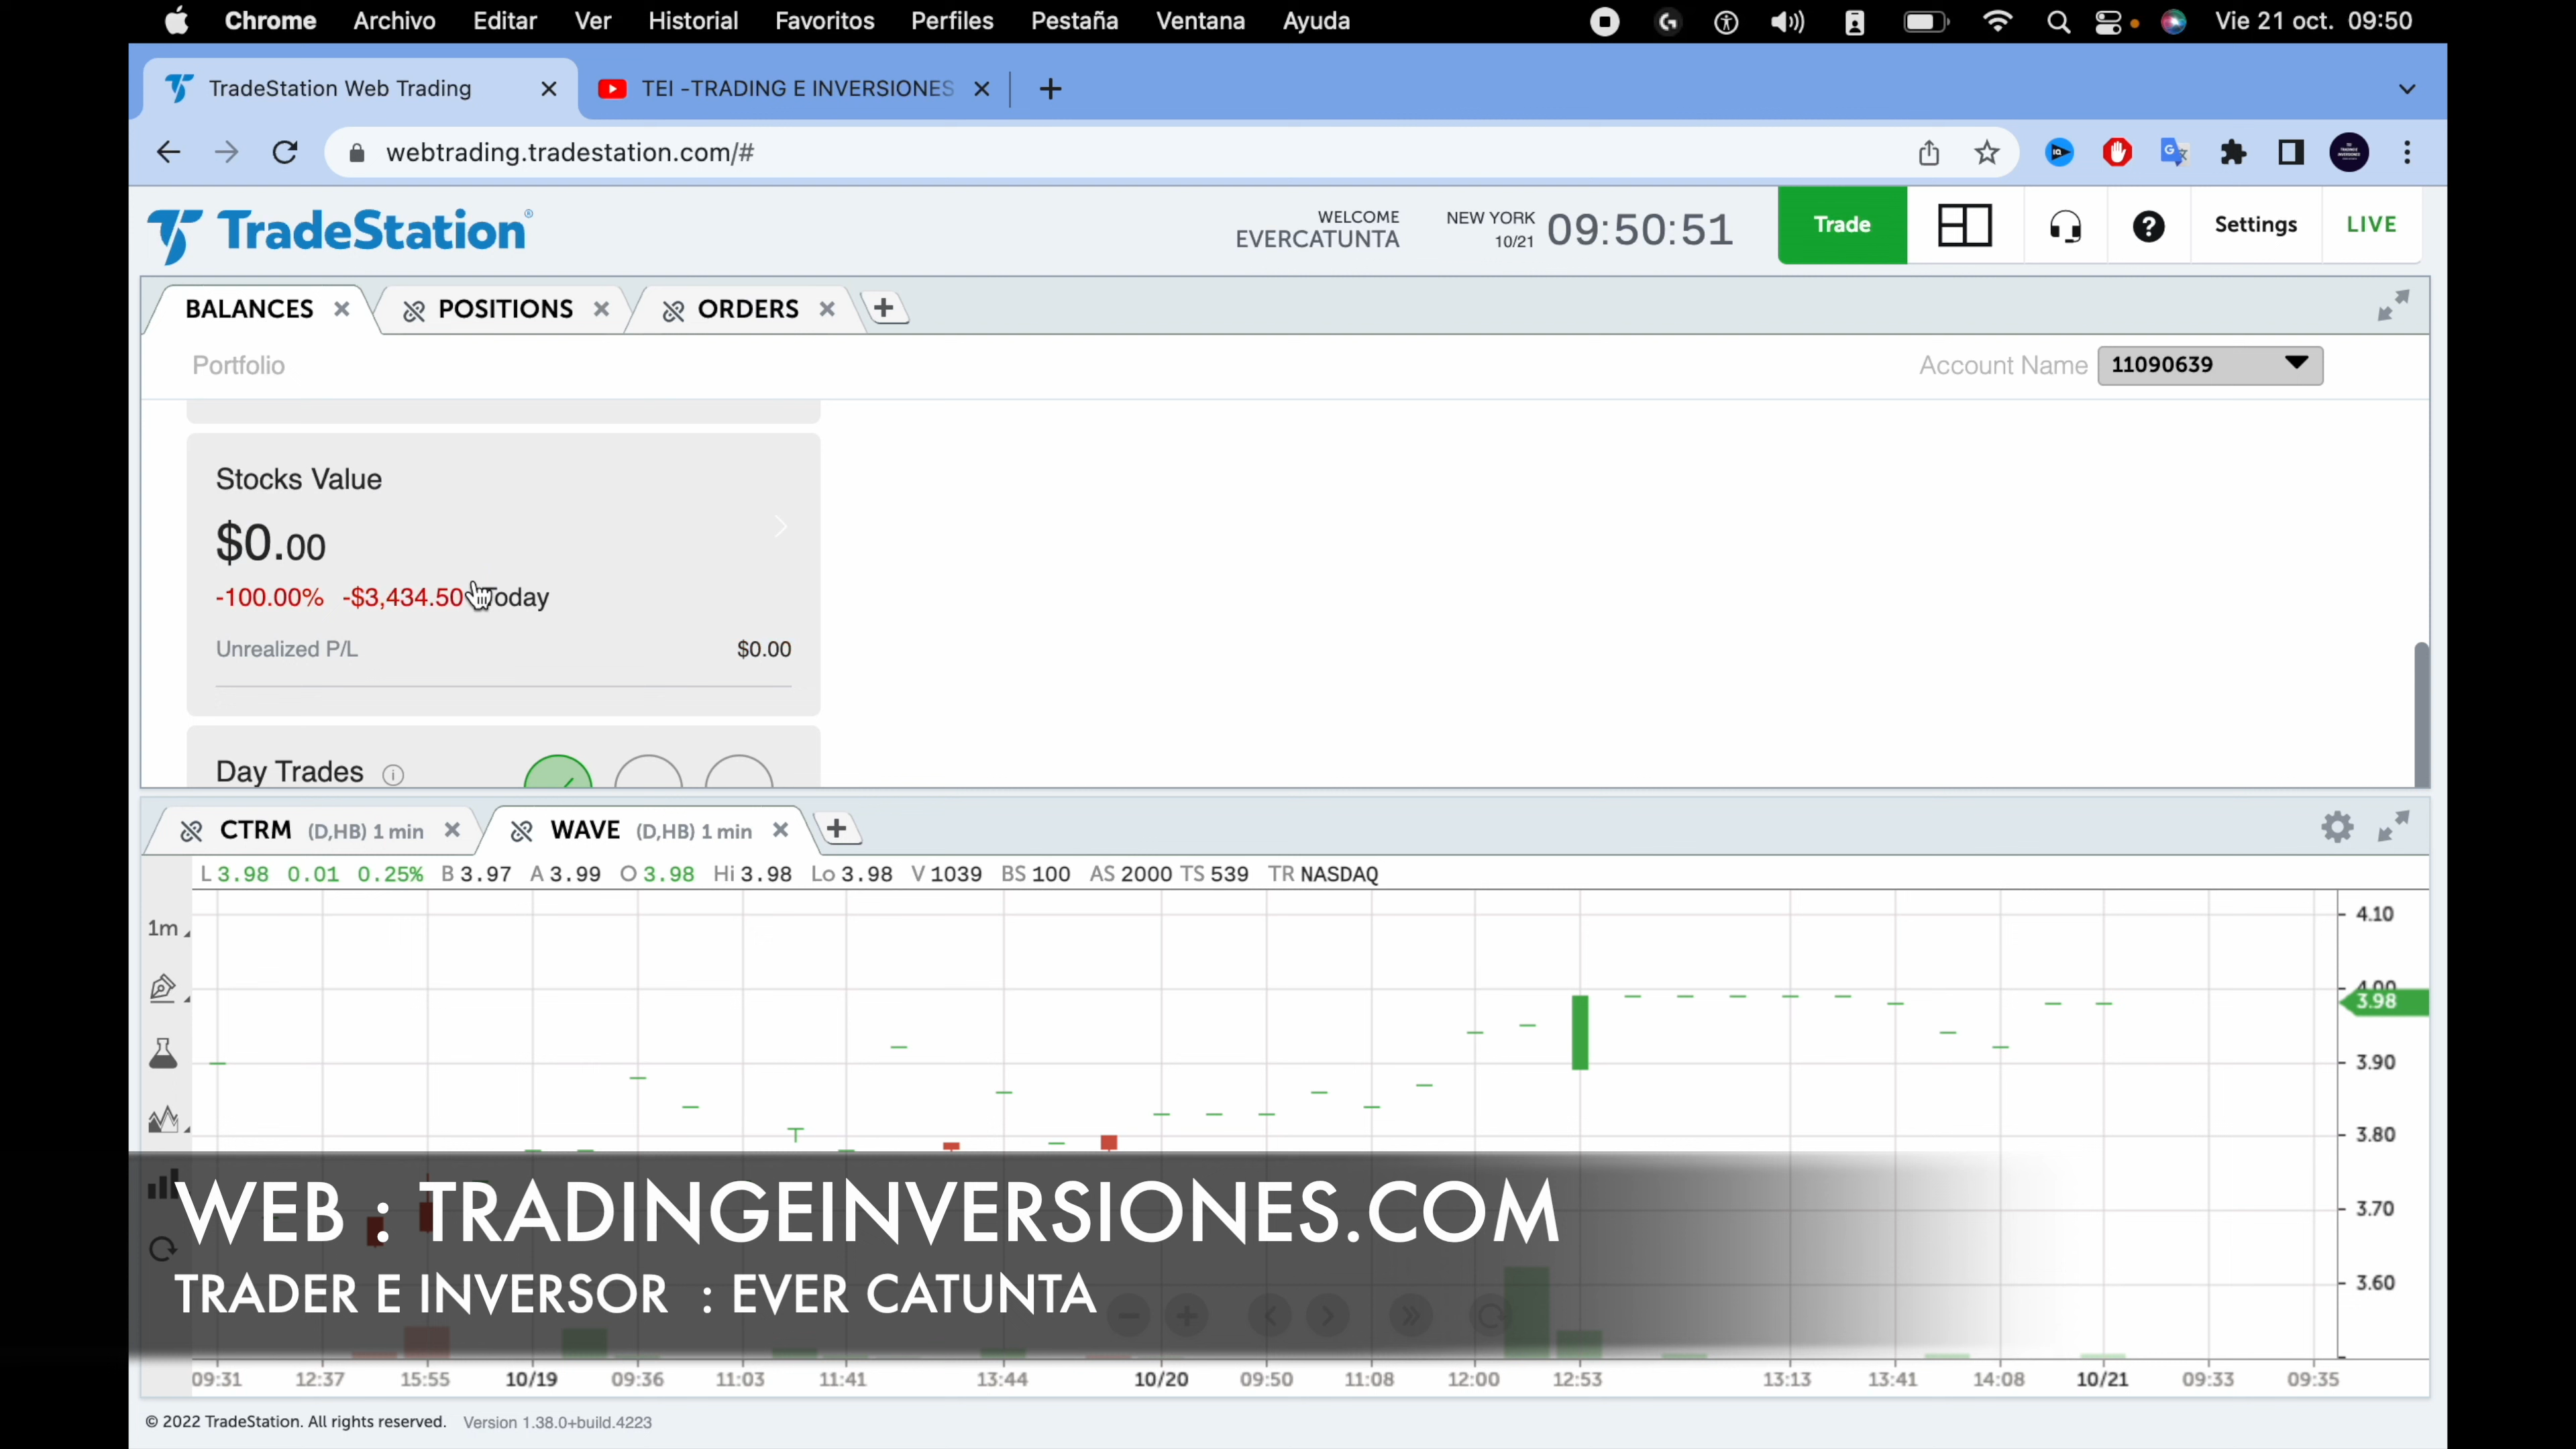 Chrome Archivo Editar Ver Historial Favoritos Perfiles Pestaña Ventana Ayuda Vie 21 oct. 09:50
TradeStation Web Trading TEI -TRADING E INVERSIONES
webtrading.tradestation.com/#
TradeStation®
WELCOME
EVERCATUNTA
NEW YORK
10/21
09:50:51
Trade
Settings
LIVE
BALANCES POSITIONS ORDERS
Portfolio
Account Name 11090639
Stocks Value
$0.00
-100.00% -$3,434.50 Today
Unrealized P/L $0.00
Day Trades
CTRM (D,HB) 1 min WAVE (D,HB) 1 min
L 3.98 0.01 0.25% B 3.97 A 3.99 O 3.98 Hi 3.98 Lo 3.98 V 1039 BS 100 AS 2000 TS 539 TR NASDAQ
1m
4.10
4.00
3.98
3.90
3.80
3.70
3.60
WEB : TRADINGEINVERSIONES.COM
TRADER E INVERSOR : EVER CATUNTA
09:31 12:37 15:55 10/19 09:36 11:03 11:41 13:44 10/20 09:50 11:08 12:00 12:53 13:13 13:41 14:08 10/21 09:33 09:35
© 2022 TradeStation. All rights reserved. Version 1.38.0+build.4223